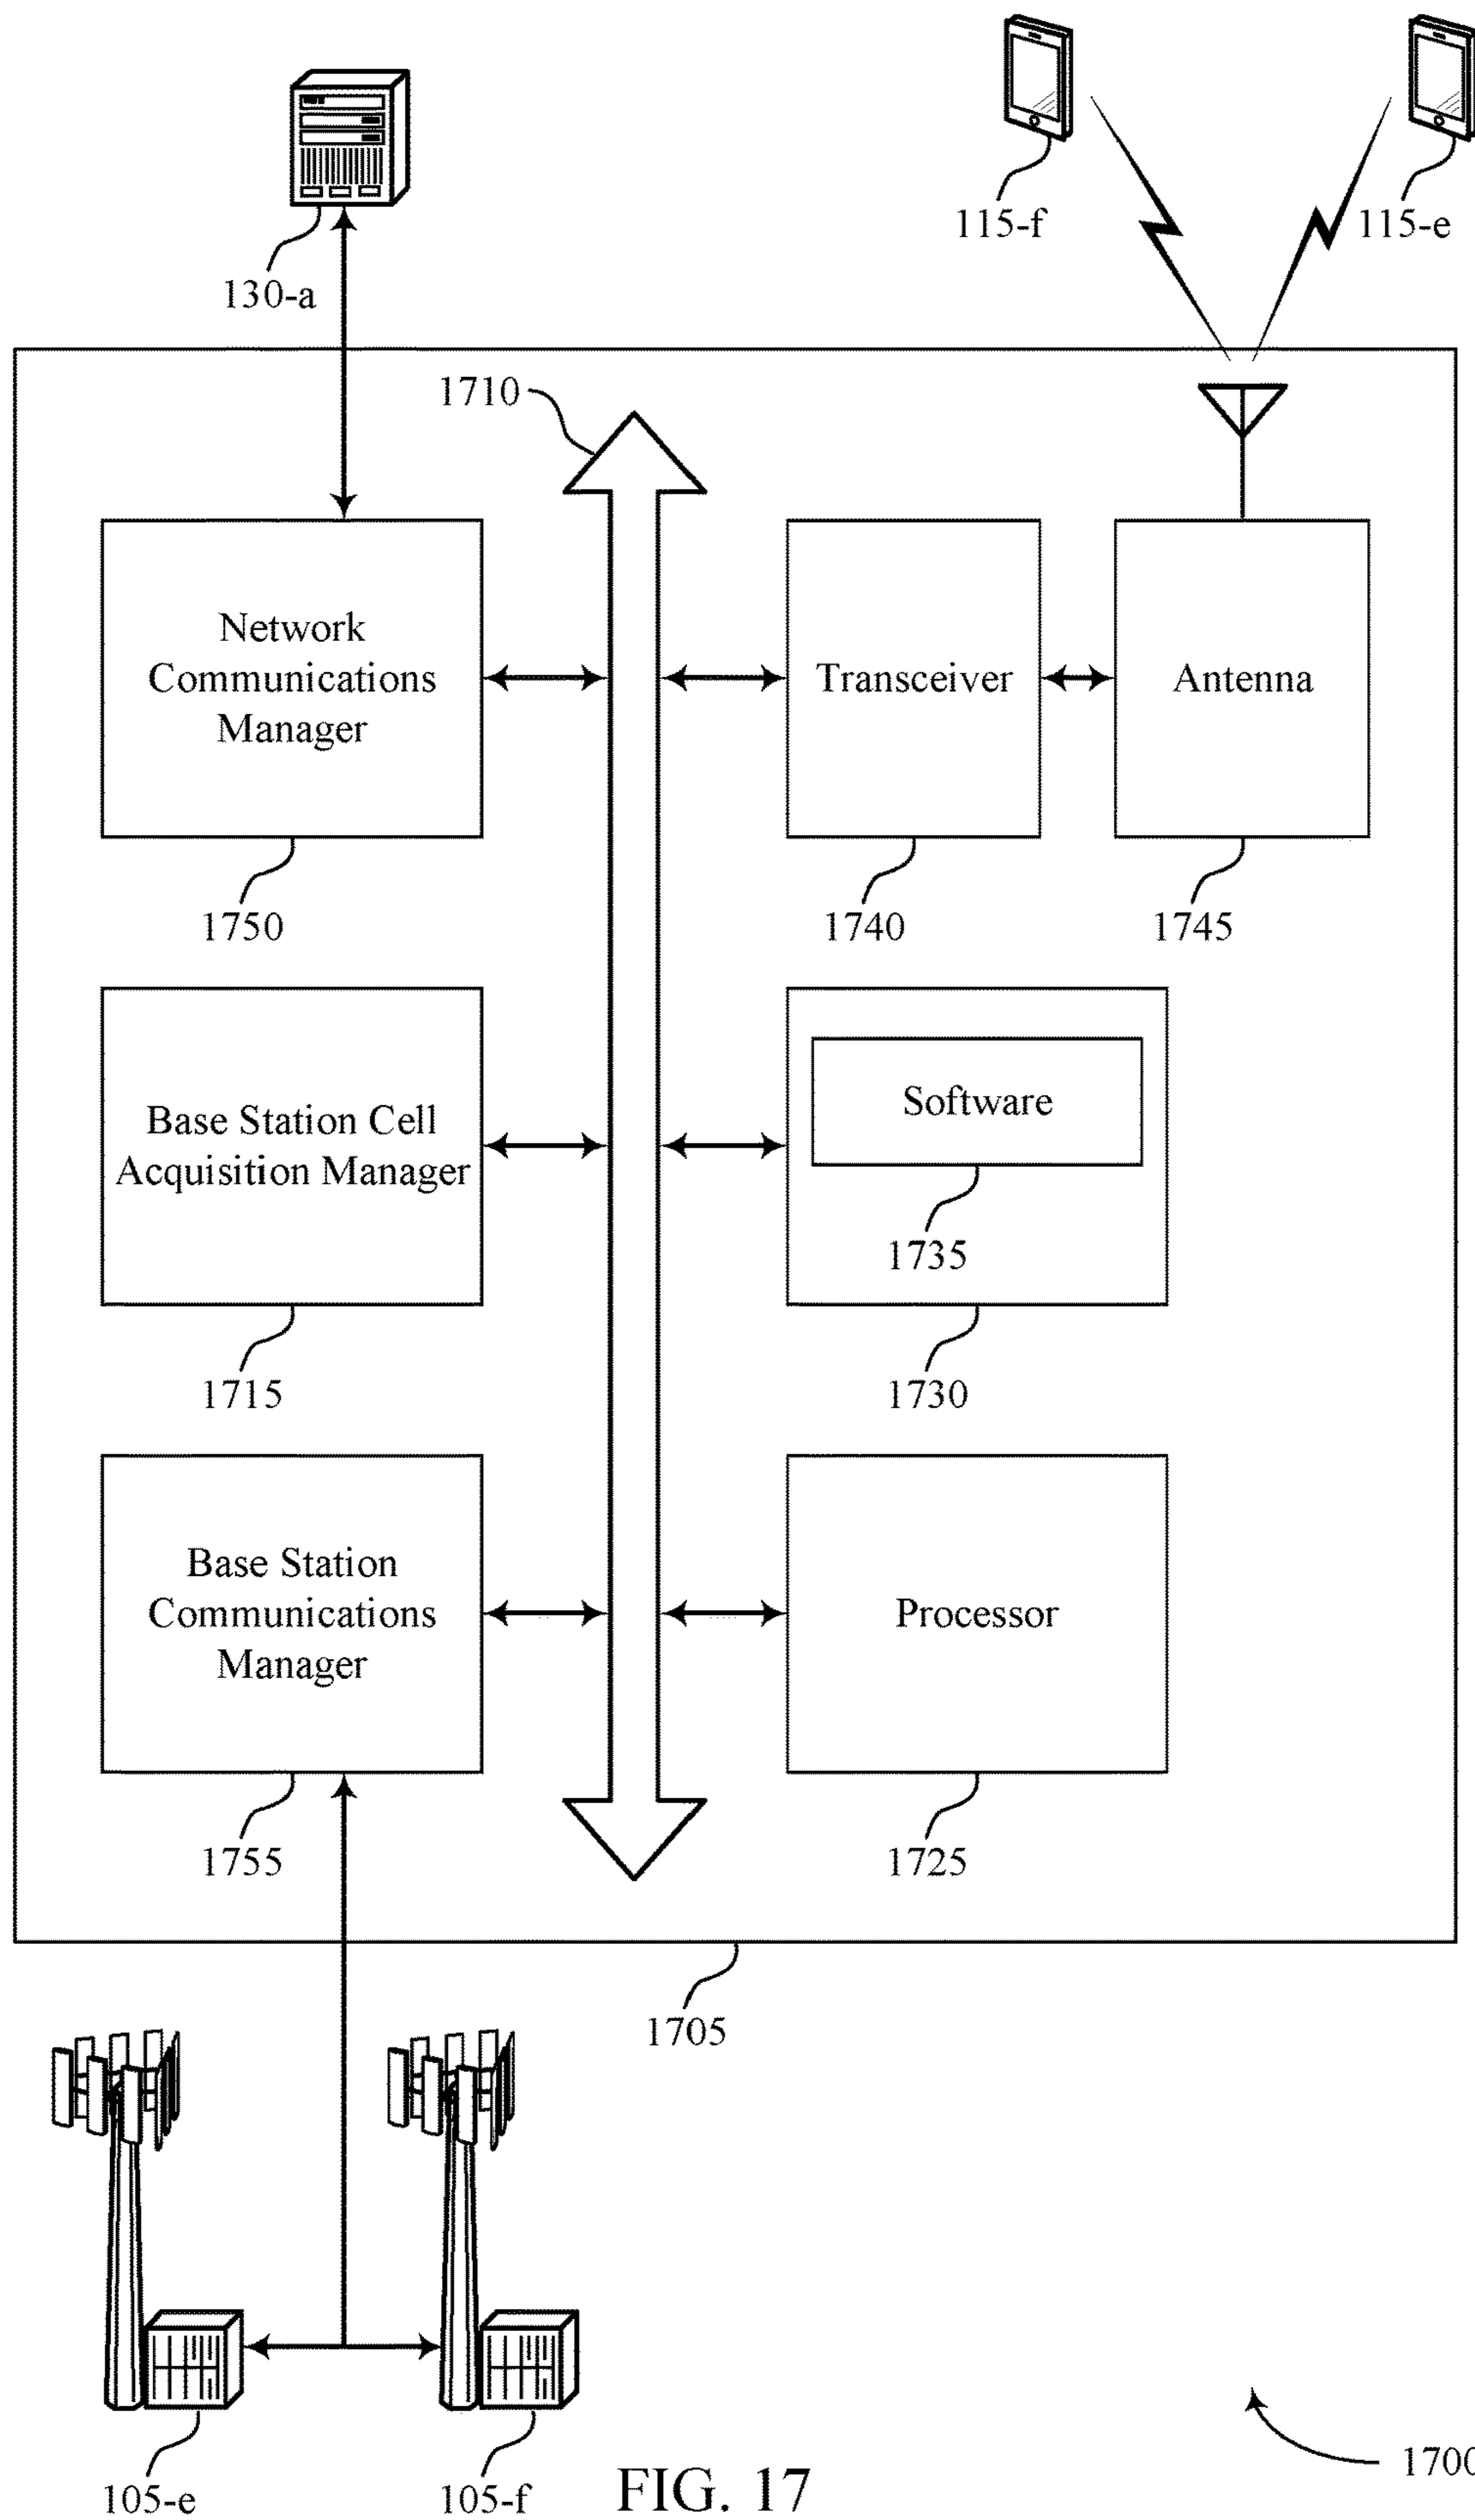 115-f
115-e
130-a
1710
Network
Communications
Manager
Transceiver
Antenna
1750
1740
1745
Base Station Cell
Acquisition Manager
Software
1735
1715
1730
Base Station
Communications
Manager
Processor
1755
1725
1705
105-e
105-f
FIG. 17
1700